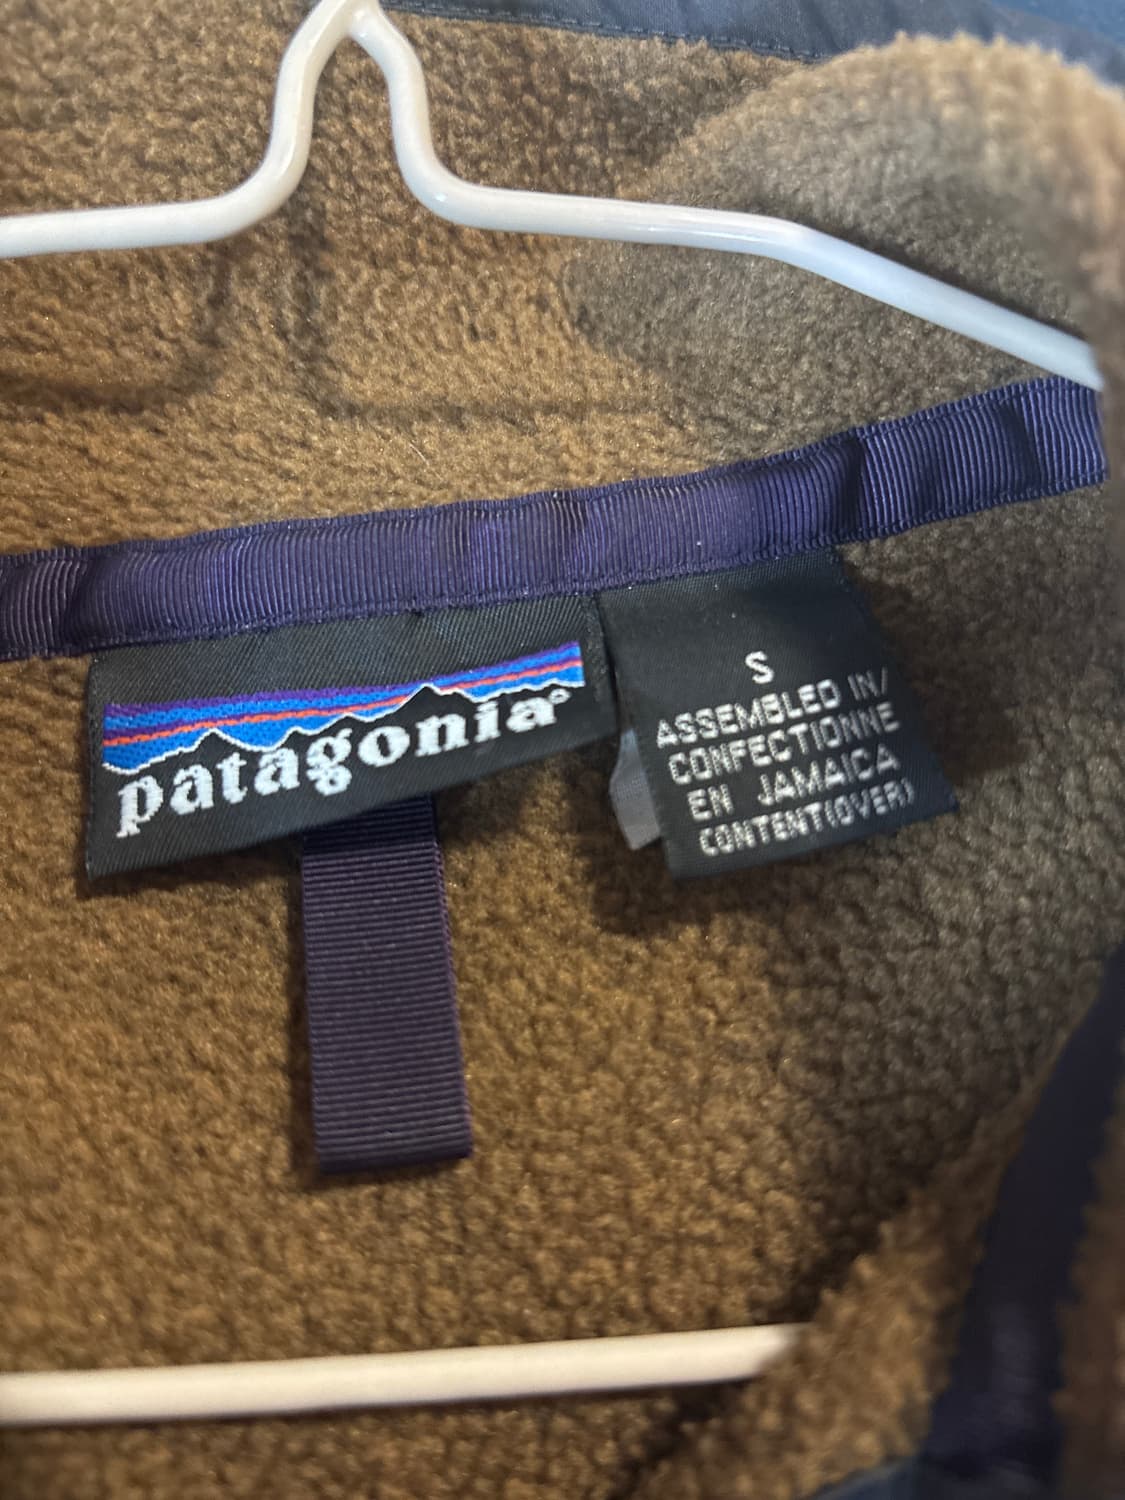 patagonia®
S
ASSEMBLED IN/
CONFECTIONNE
EN JAMAICA
CONTENT(OVER)